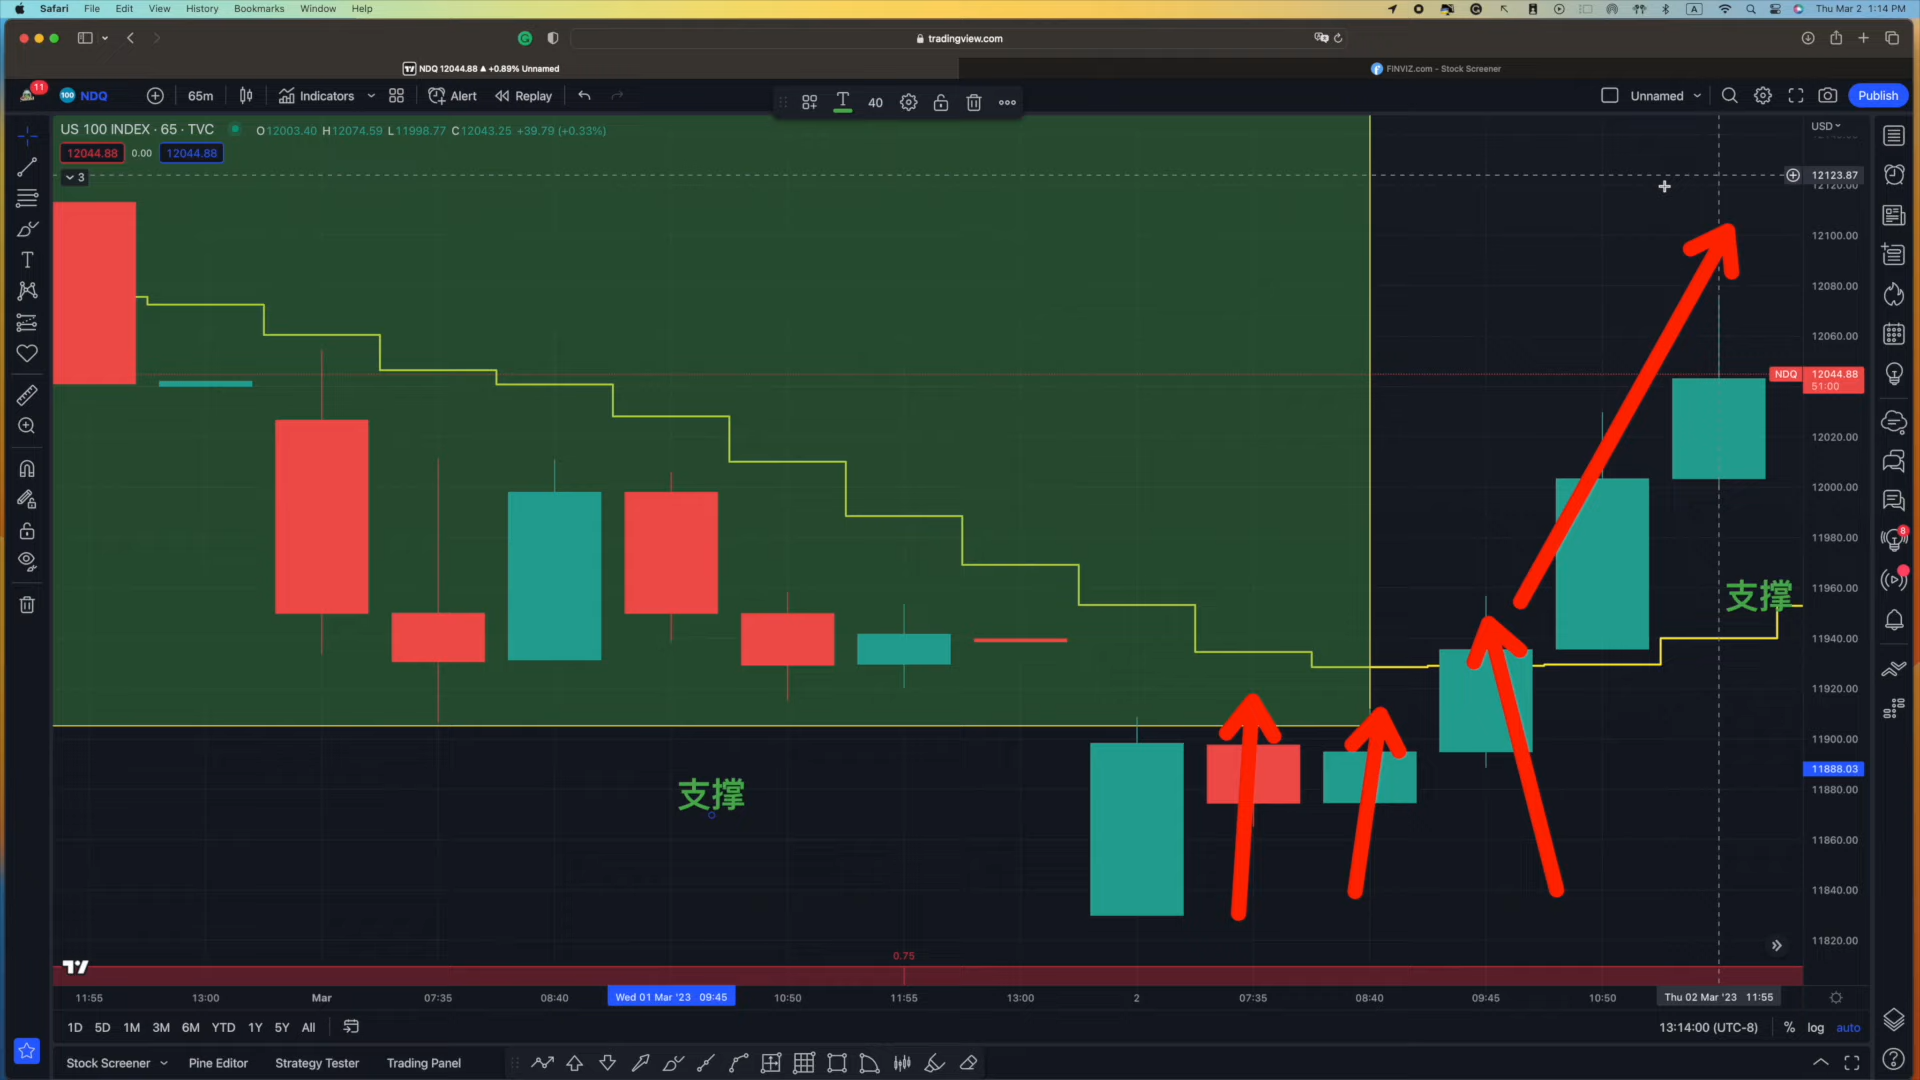 Safari File Edit View History Bookmarks Window Help
A
Thu Mar 2 1:14 PM
tradingview.com
NDQ 12044.88 ▲ +0.89% Unnamed
FINVIZ.com - Stock Screener
11
100 NDQ
65m
Indicators
Alert
Replay
40
Unnamed
Publish
US 100 INDEX · 65 · TVC
O12003.40 H12074.59 L11998.77 C12043.25 +39.79 (+0.33%)
USD
12044.88 0.00 12044.88
3
12123.87
12120.00
12100.00
12080.00
12060.00
NDQ 12044.88
51:00
12020.00
12000.00
11980.00
11960.00
支撑
11940.00
11920.00
11900.00
11888.03
11880.00
支撑
11860.00
11840.00
11820.00
8
0.75
11:55 13:00 Mar 07:35 08:40 Wed 01 Mar '23 09:45 10:50 11:55 13:00 2 07:35 08:40 09:45 10:50 Thu 02 Mar '23 11:55
1D 5D 1M 3M 6M YTD 1Y 5Y All
13:14:00 (UTC-8) % log auto
Stock Screener Pine Editor Strategy Tester Trading Panel